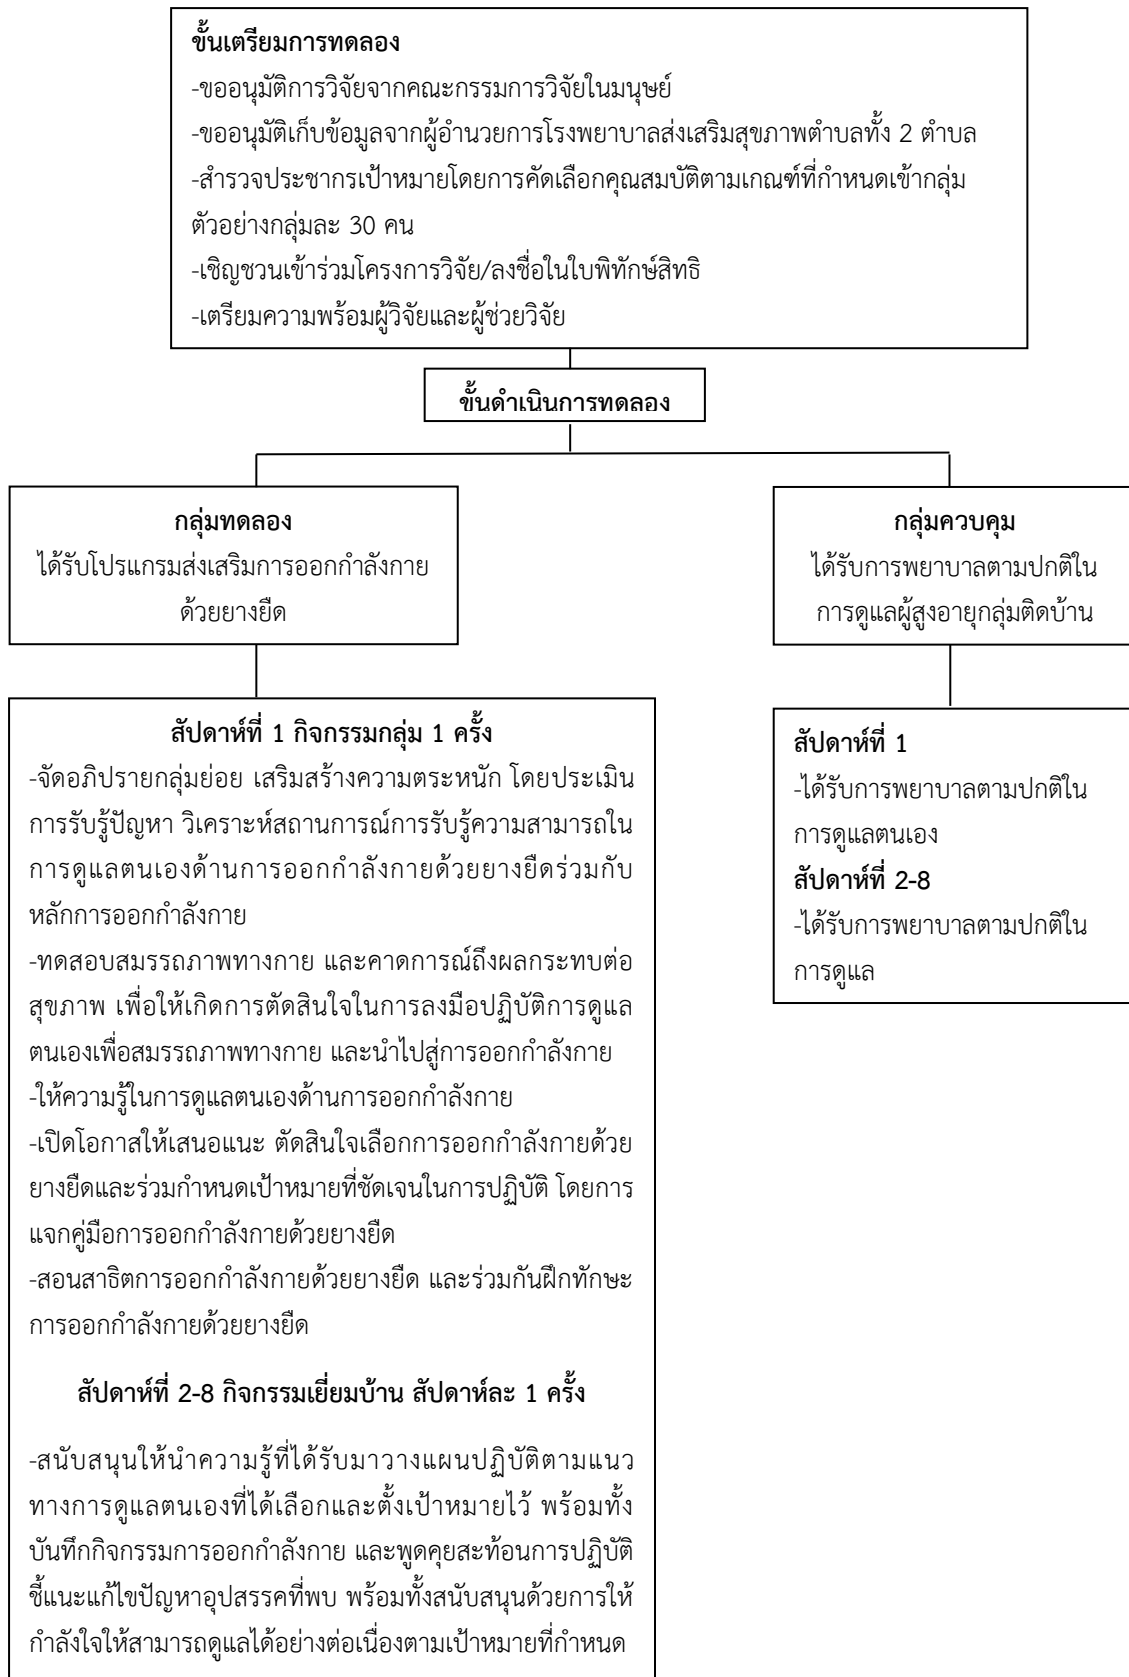 ขั้นเตรียมการทดลอง
-ขออนุมัติการวิจัยจากคณะกรรมการวิจัยในมนุษย์
-ขออนุมัติเก็บข้อมูลจากผู้อำนวยการโรงพยาบาลส่งเสริมสุขภาพตำบลทั้ง 2 ตำบล
-สำรวจประชากรเป้าหมายโดยการคัดเลือกคุณสมบัติตามเกณฑ์ที่กำหนดเข้ากลุ่ม
ตัวอย่างกลุ่มละ 30 คน
-เชิญชวนเข้าร่วมโครงการวิจัย/ลงชื่อในใบพิทักษ์สิทธิ
-เตรียมความพร้อมผู้วิจัยและผู้ช่วยวิจัย
ขั้นดำเนินการทดลอง
กลุ่มทดลอง
ได้รับโปรแกรมส่งเสริมการออกกำลังกาย
ด้วยยางยืด
กลุ่มควบคุม
ได้รับการพยาบาลตามปกติใน
การดูแลผู้สูงอายุกลุ่มติดบ้าน
สัปดาห์ที่ 1 กิจกรรมกลุ่ม 1 ครั้ง
-จัดอภิปรายกลุ่มย่อย เสริมสร้างความตระหนัก โดยประเมิน
การรับรู้ปัญหา วิเคราะห์สถานการณ์การรับรู้ความสามารถใน
การดูแลตนเองด้านการออกกำลังกายด้วยยางยืดร่วมกับ
หลักการออกกำลังกาย
-ทดสอบสมรรถภาพทางกาย และคาดการณ์ถึงผลกระทบต่อ
สุขภาพ เพื่อให้เกิดการตัดสินใจในการลงมือปฏิบัติการดูแล
ตนเองเพื่อสมรรถภาพทางกาย และนำไปสู่การออกกำลังกาย
-ให้ความรู้ในการดูแลตนเองด้านการออกกำลังกาย
-เปิดโอกาสให้เสนอแนะ ตัดสินใจเลือกการออกกำลังกายด้วย
ยางยืดและร่วมกำหนดเป้าหมายที่ชัดเจนในการปฏิบัติ โดยการ
แจกคู่มือการออกกำลังกายด้วยยางยืด
-สอนสาธิตการออกกำลังกายด้วยยางยืด และร่วมกันฝึกทักษะ
การออกกำลังกายด้วยยางยืด
สัปดาห์ที่ 2-8 กิจกรรมเยี่ยมบ้าน สัปดาห์ละ 1 ครั้ง
-สนับสนุนให้นำความรู้ที่ได้รับมาวางแผนปฏิบัติตามแนว
ทางการดูแลตนเองที่ได้เลือกและตั้งเป้าหมายไว้ พร้อมทั้ง
บันทึกกิจกรรมการออกกำลังกาย และพูดคุยสะท้อนการปฏิบัติ
ชี้แนะแก้ไขปัญหาอุปสรรคที่พบ พร้อมทั้งสนับสนุนด้วยการให้
กำลังใจให้สามารถดูแลได้อย่างต่อเนื่องตามเป้าหมายที่กำหนด
สัปดาห์ที่ 1
-ได้รับการพยาบาลตามปกติใน
การดูแลตนเอง
สัปดาห์ที่ 2-8
-ได้รับการพยาบาลตามปกติใน
การดูแล